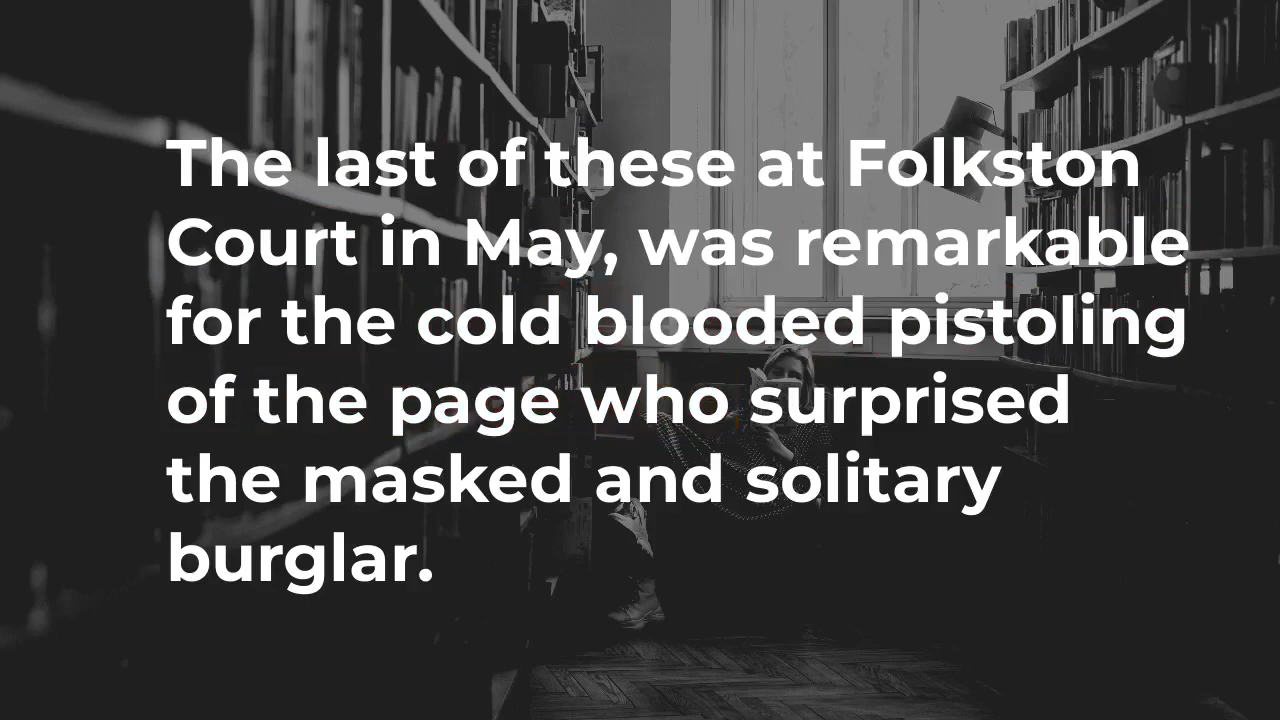 The last of these at Folkston
Court in May, was remarkable
for the cold blooded pistoling
of the page who surprised
the masked and solitary
burglar.